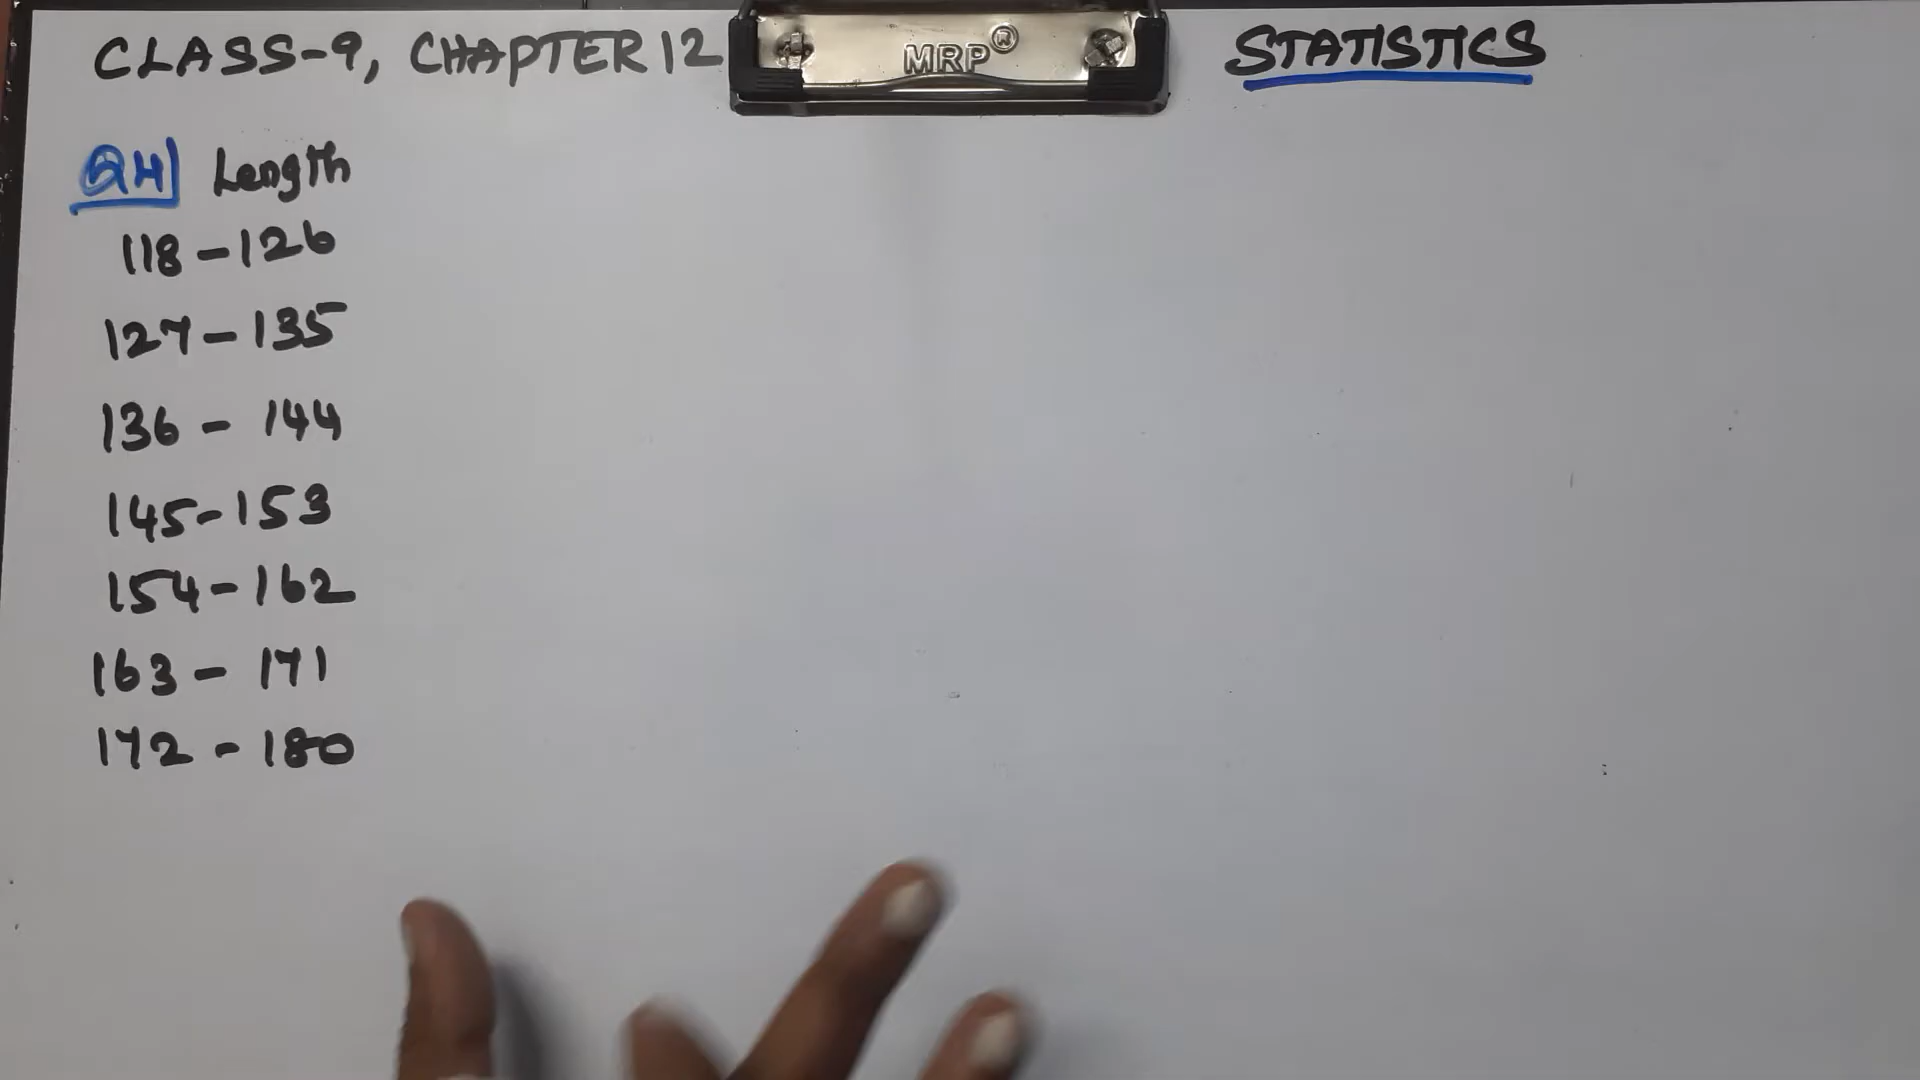 CLASS-9, CHAPTER 12
MRP®
STATISTICS
Q4] Length
118-126
127-135
136-144
145-153
154-162
163-171
172-180